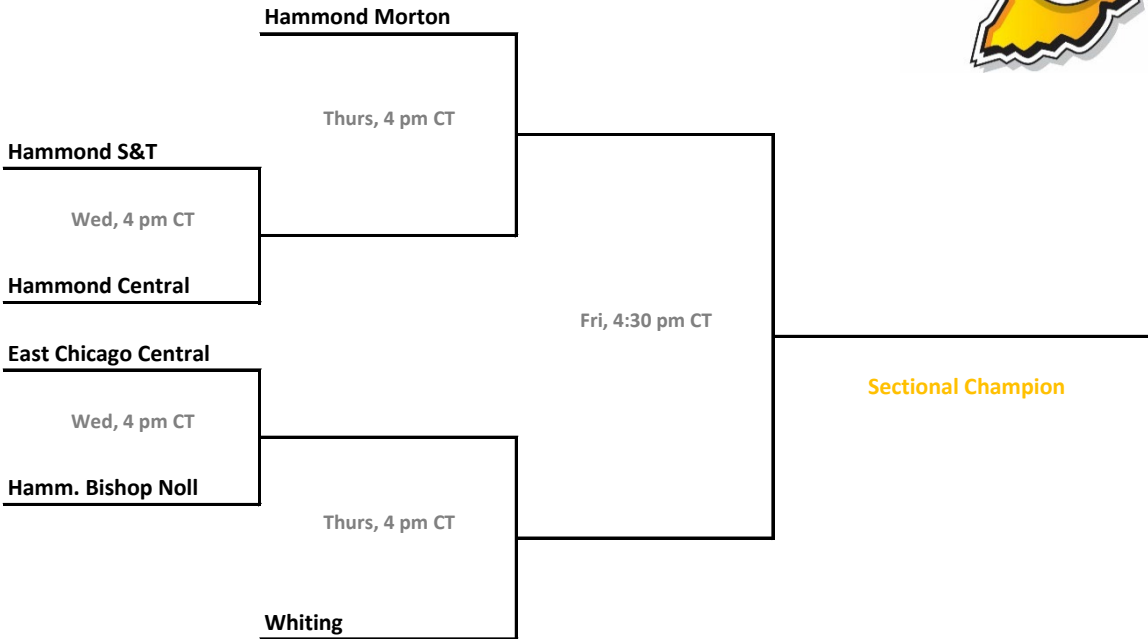 Hammond Morton
Thurs, 4 pm CT
Hammond S&T
Wed, 4 pm CT
Hammond Central
Fri, 4:30 pm CT
East Chicago Central
Sectional Champion
Wed, 4 pm CT
Hamm. Bishop Noll
Thurs, 4 pm CT
Whiting